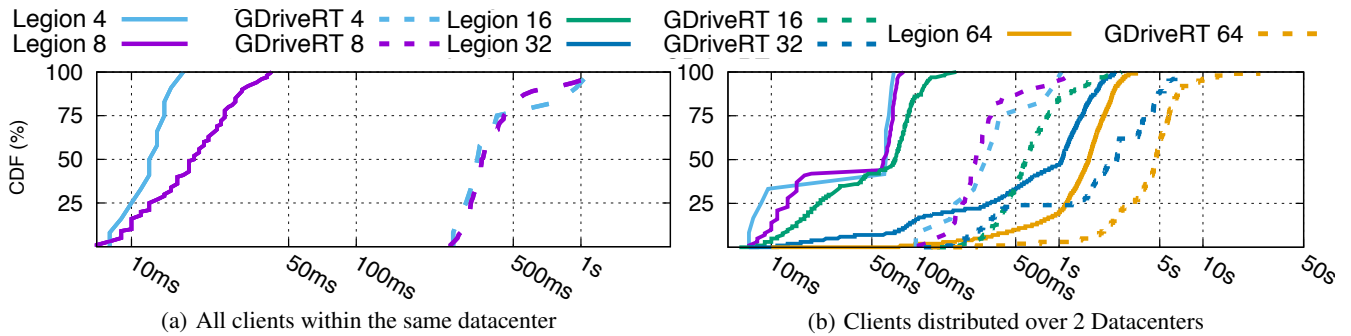 Legion 4 GDriveRT 4 Legion 16 GDriveRT 16
Legion 8 GDriveRT 8 Legion 32 GDriveRT 32 Legion 64 GDriveRT 64
CDF (%)
100
75
50
25
10ms 50ms 100ms 500ms 1s
100
75
50
25
10ms 50ms 100ms 500ms 1s 5s 10s 50s
(a) All clients within the same datacenter
(b) Clients distributed over 2 Datacenters